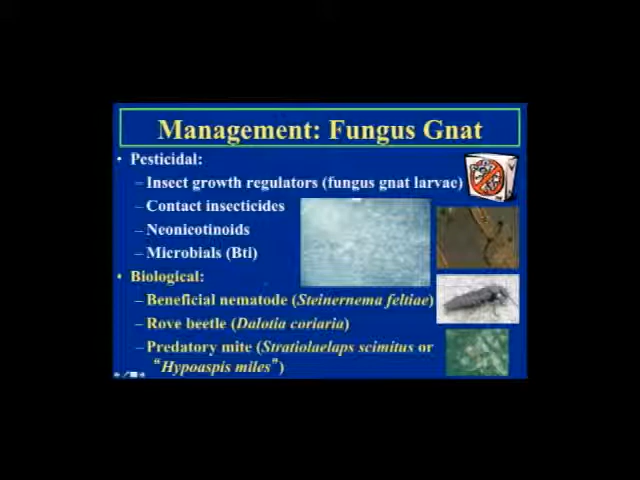 Management: Fungus Gnat
• Pesticidal:
– Insect growth regulators (fungus gnat larvae)
– Contact insecticides
– Neonicotinoids
– Microbials (Bti)
• Biological:
– Beneficial nematode (Steinernema feltiae)
– Rove beetle (Dalotia coriaria)
– Predatory mite (Stratiolaelaps scimitus or
“Hypoaspis miles”)